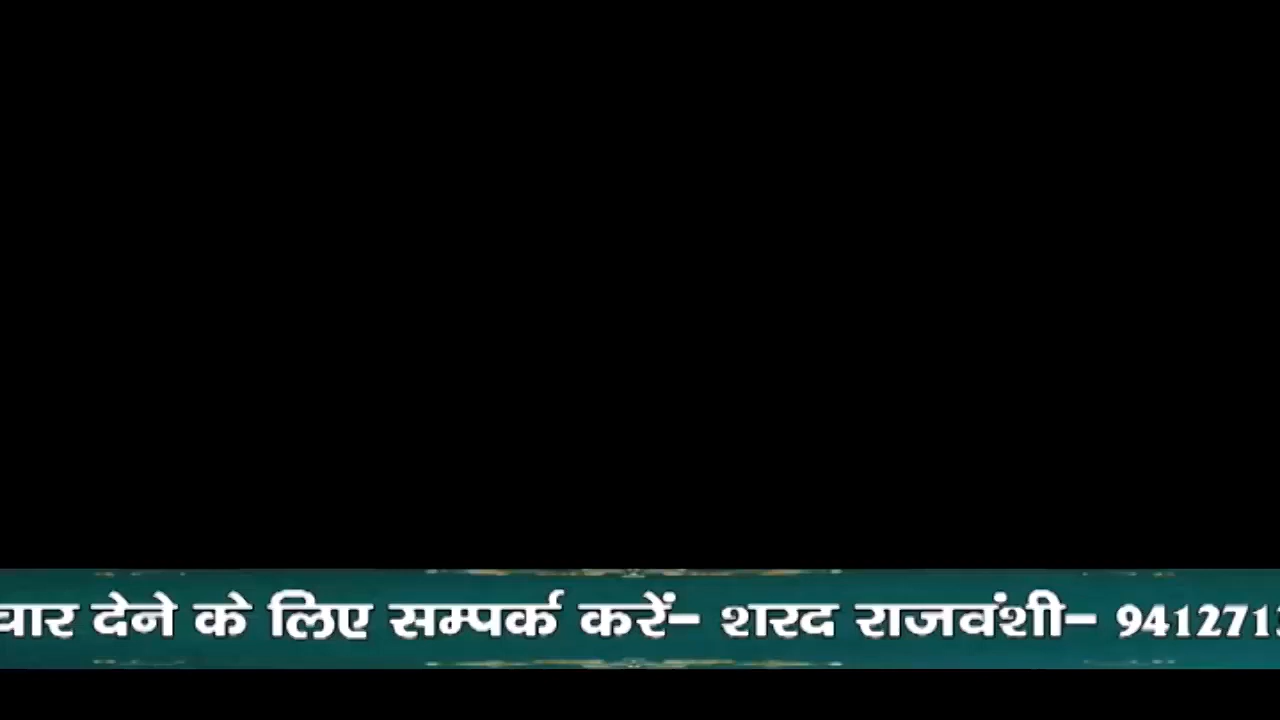 चार देने के लिए सम्पर्क करें- शरद राजवंशी- 941271